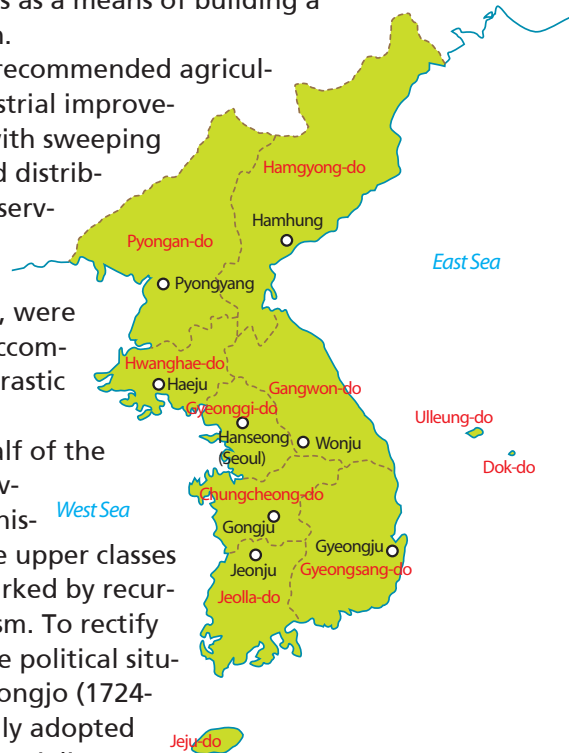 s as a means of building a
n.
recommended agricul-
strial improve-
with sweeping
d distrib-
serv-
, were
ccom-
rastic
alf of the
v-
his-
e upper classes
rked by recur-
sm. To rectify
e political situ-
ongjo (1724-
ly adopted
Hamgyong-do
Hamhung
Pyongan-do
East Sea
Pyongyang
Hwanghae-do
Haeju
Gangwon-do
Gyeonggi-do
Ulleung-do
Hanseong
(Seoul)
Wonju
Dok-do
Chungcheong-do
West Sea
Gongju
Gyeongju
Jeonju
Gyeongsang-do
Jeolla-do
Jeju-do